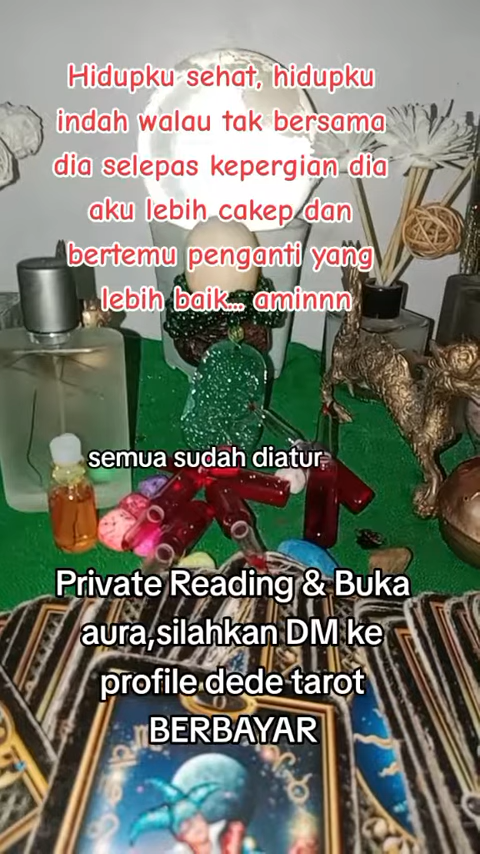 Hidupku sehat, hidupku
indah walau tak bersama
dia selepas kepergian dia
aku lebih cakep dan
bertemu penganti yang
lebih baik... aminnn
semua sudah diatur
Private Reading & Buka
aura,silahkan DM ke
profile dede tarot
BERBAYAR